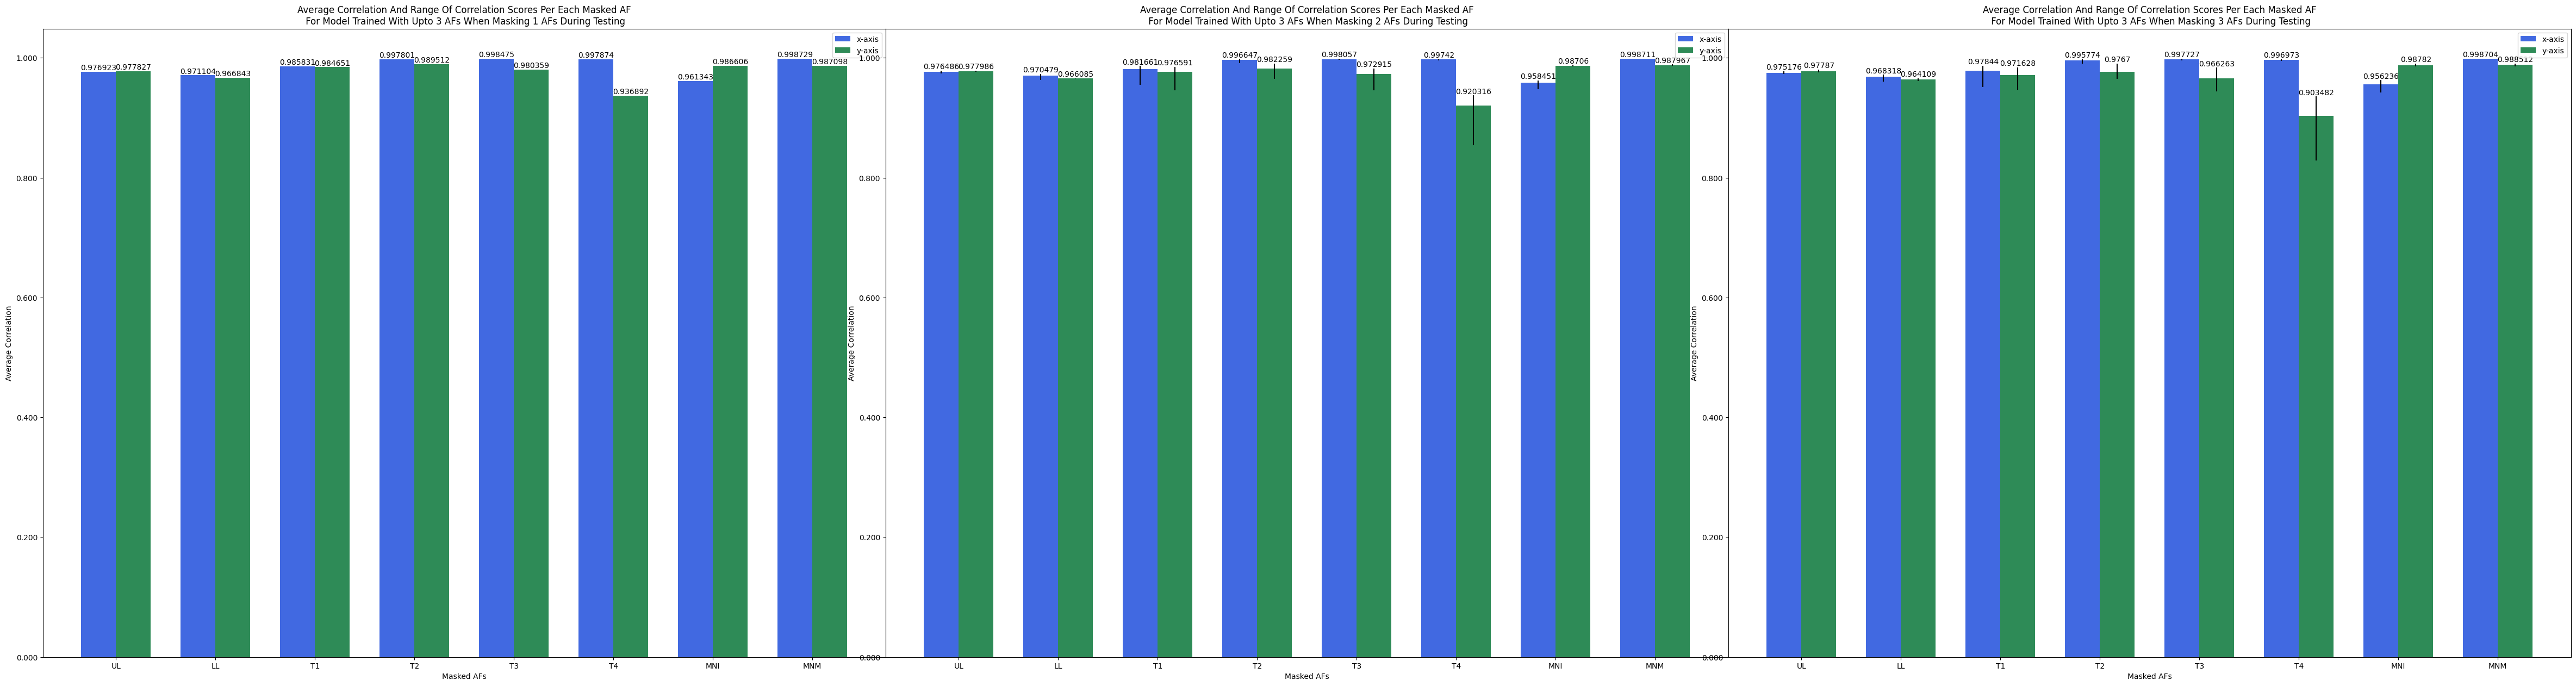 Average Correlation And Range Of Correlation Scores Per Each Masked AF
For Model Trained With Upto 3 AFs When Masking 1 AFs During Testing
x-axis
y-axis
1.000
0.800
0.600
0.400
0.200
0.000
Average Correlation
0.976923
0.977827
0.971104
0.966843
0.985831
0.984651
0.997801
0.989512
0.998475
0.980359
0.997874
0.936892
0.961343
0.986606
0.998729
0.987098
UL
LL
T1
T2
T3
T4
MNI
MNM
Masked AFs
Average Correlation And Range Of Correlation Scores Per Each Masked AF
For Model Trained With Upto 3 AFs When Masking 2 AFs During Testing
x-axis
y-axis
1.000
0.800
0.600
0.400
0.200
0.000
Average Correlation
0.976486
0.977986
0.970479
0.966085
0.981661
0.976591
0.996647
0.982259
0.998057
0.972915
0.99742
0.920316
0.958451
0.98706
0.998711
0.987967
UL
LL
T1
T2
T3
T4
MNI
MNM
Masked AFs
Average Correlation And Range Of Correlation Scores Per Each Masked AF
For Model Trained With Upto 3 AFs When Masking 3 AFs During Testing
x-axis
y-axis
1.000
0.800
0.600
0.400
0.200
0.000
Average Correlation
0.975176
0.97787
0.968318
0.964109
0.97844
0.971628
0.995774
0.9767
0.997727
0.966263
0.996973
0.903482
0.956236
0.98782
0.998704
0.988512
UL
LL
T1
T2
T3
T4
MNI
MNM
Masked AFs